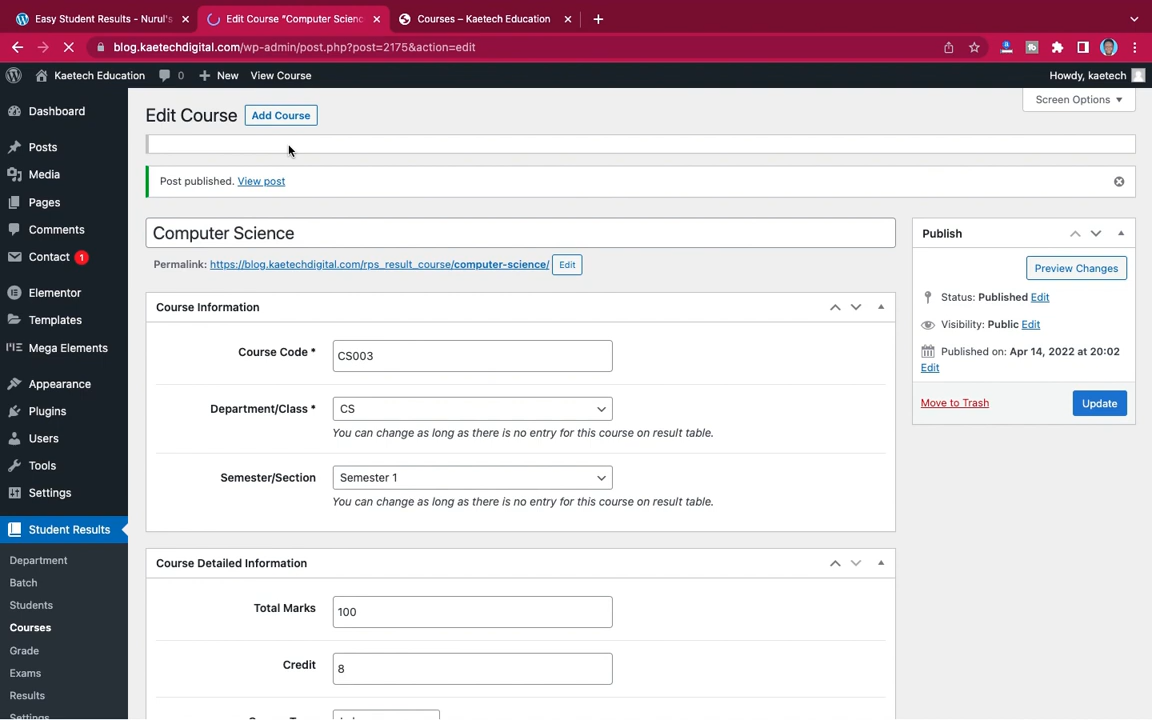 Easy Student Results - Nurul's
Edit Course "Computer Scienc
Courses – Kaetech Education
blog.kaetechdigital.com/wp-admin/post.php?post=2175&action=edit
Kaetech Education
0
New
View Course
Howdy, kaetech
Dashboard
Posts
Media
Pages
Comments
Contact 1
Elementor
Templates
Mega Elements
Appearance
Plugins
Users
Tools
Settings
Student Results
Department
Batch
Students
Courses
Grade
Exams
Results
Settings
Screen Options
Edit Course
Add Course
Post published. View post
Computer Science
Permalink: https://blog.kaetechdigital.com/rps_result_course/computer-science/ Edit
Course Information
Course Code * CS003
Department/Class * CS
You can change as long as there is no entry for this course on result table.
Semester/Section Semester 1
You can change as long as there is no entry for this course on result table.
Course Detailed Information
Total Marks 100
Credit 8
Publish
Preview Changes
Status: Published Edit
Visibility: Public Edit
Published on: Apr 14, 2022 at 20:02
Edit
Move to Trash
Update